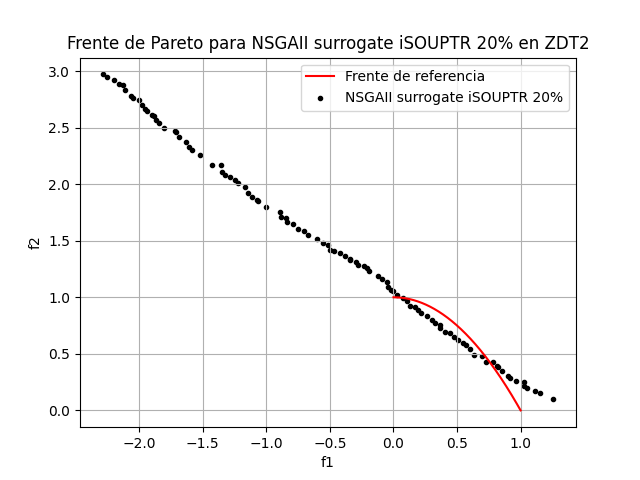 Frente de Pareto para NSGAII surrogate iSOUPTR 20% en ZDT2
Frente de referencia
NSGAII surrogate iSOUPTR 20%
f2
3.0
2.5
2.0
1.5
1.0
0.5
0.0
−2.0 −1.5 −1.0 −0.5 0.0 0.5 1.0
f1